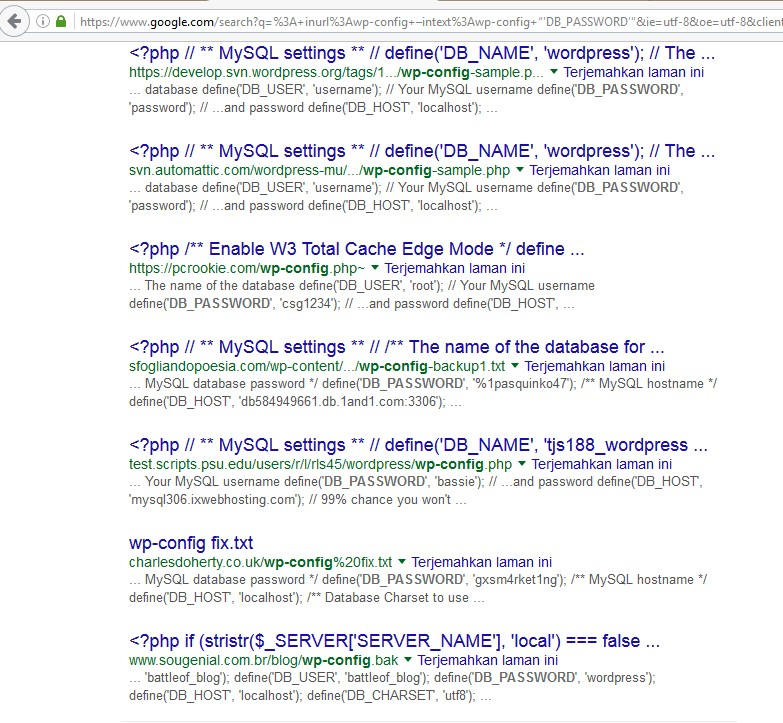 https://www.google.com/search?q=%3A+inurl%3Awp-config+–intext%3Awp-config+"'DB_PASSWORD'"&ie=utf-8&oe=utf-8&client
<?php // ** MySQL settings ** // define('DB_NAME', 'wordpress'); // The ...
https://develop.svn.wordpress.org/tags/1.../wp-config-sample.p... ▼ Terjemahkan laman ini
... database define('DB_USER', 'username'); // Your MySQL username define('DB_PASSWORD',
'password'); // ...and password define('DB_HOST', 'localhost'); ...
<?php // ** MySQL settings ** // define('DB_NAME', 'wordpress'); // The ...
svn.automattic.com/wordpress-mu/.../wp-config-sample.php ▼ Terjemahkan laman ini
... database define('DB_USER', 'username'); // Your MySQL username define('DB_PASSWORD',
'password'); // ...and password define('DB_HOST', 'localhost'); ...
<?php /** Enable W3 Total Cache Edge Mode */ define ...
https://pcrookie.com/wp-config.php~ ▼ Terjemahkan laman ini
... The name of the database define('DB_USER', 'root'); // Your MySQL username
define('DB_PASSWORD', 'csg1234'); // ...and password define('DB_HOST', ...
<?php // ** MySQL settings ** // /** The name of the database for ...
sfogliandopoesia.com/wp-content/.../wp-config-backup1.txt ▼ Terjemahkan laman ini
... MySQL database password */ define('DB_PASSWORD', '%1pasquinko47'); /** MySQL hostname */
define('DB_HOST', 'db584949661.db.1and1.com:3306'); ...
<?php // ** MySQL settings ** // define('DB_NAME', 'tjs188_wordpress ...
test.scripts.psu.edu/users/r/l/rls45/wordpress/wp-config.php ▼ Terjemahkan laman ini
... Your MySQL username define('DB_PASSWORD', 'bassie'); // ...and password define('DB_HOST',
'mysql306.ixwebhosting.com'); // 99% chance you won't ...
wp-config fix.txt
charlesdoherty.co.uk/wp-config%20fix.txt ▼ Terjemahkan laman ini
... MySQL database password */ define('DB_PASSWORD', 'gxsm4rket1ng'); /** MySQL hostname */
define('DB_HOST', 'localhost'); /** Database Charset to use ...
<?php if (stristr($_SERVER['SERVER_NAME'], 'local') === false ...
www.sougenial.com.br/blog/wp-config.bak ▼ Terjemahkan laman ini
... 'battleof_blog'); define('DB_USER', 'battleof_blog'); define('DB_PASSWORD', 'wordpress');
define('DB_HOST', 'localhost'); define('DB_CHARSET', 'utf8'); ...